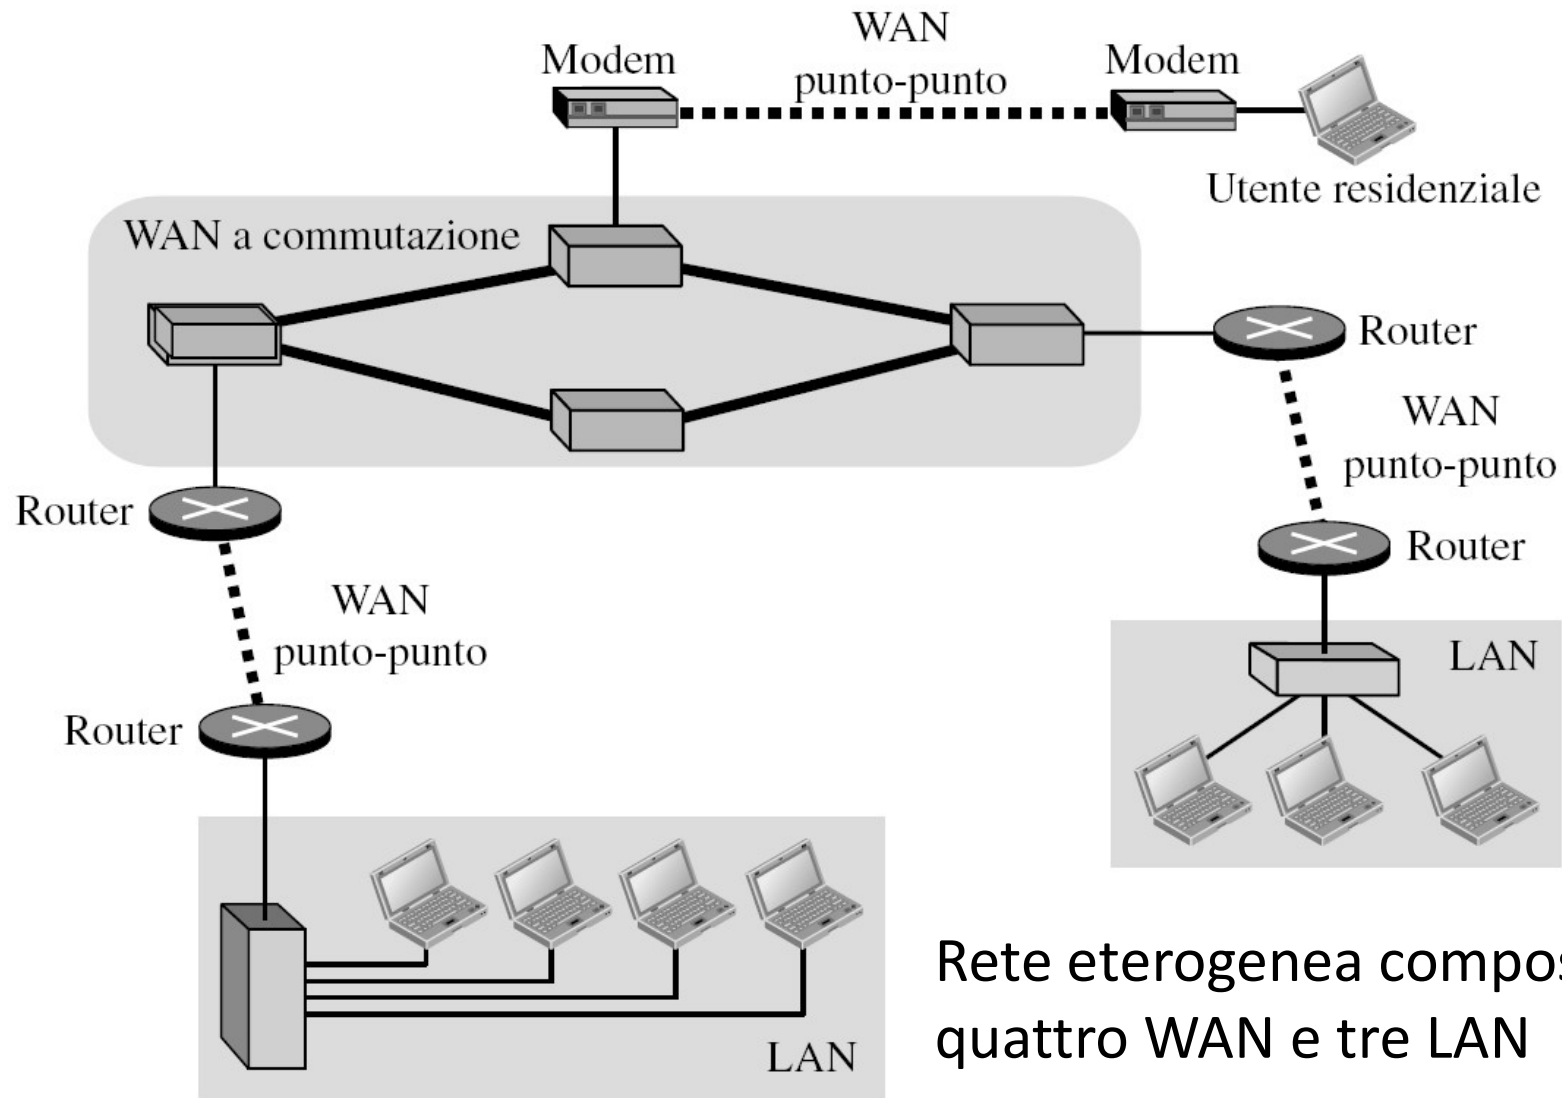 WAN
punto-punto
Modem
Modem
Utente residenziale
WAN a commutazione
Router
WAN
punto-punto
Router
Router
WAN
punto-punto
Router
LAN
LAN
Rete eterogenea
quattro WAN e tre LAN